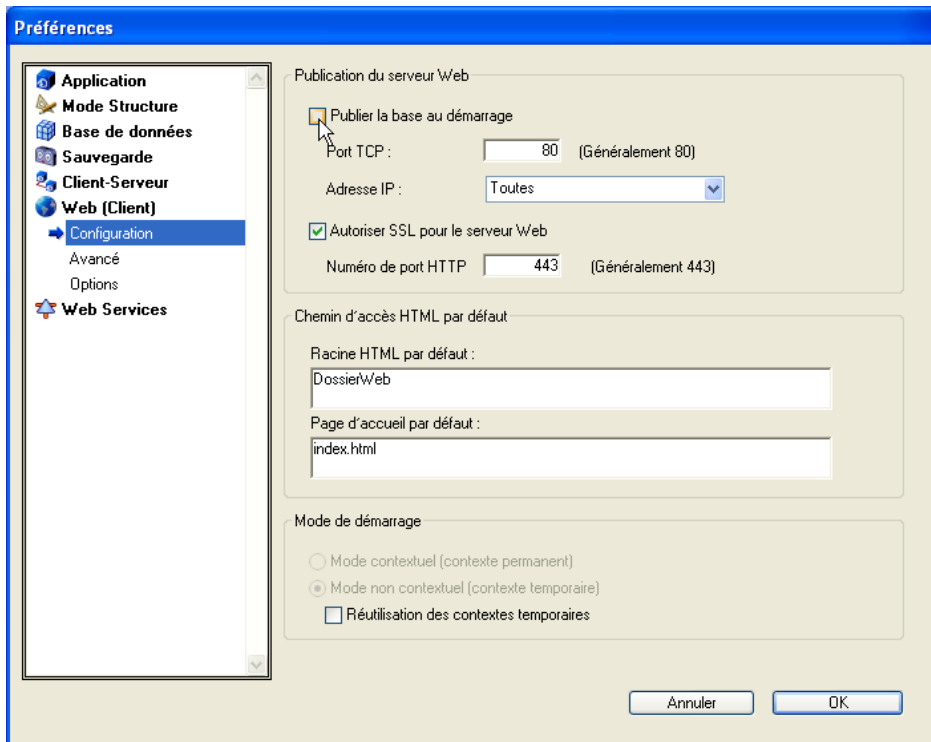 Préférences
Application
Mode Structure
Base de données
Sauvegarde
Client-Serveur
Web (Client)
Configuration
Avancé
Options
Web Services
Publication du serveur Web
Publier la base au démarrage
Port TCP : 80 (Généralement 80)
Adresse IP : Toutes
Autoriser SSL pour le serveur Web
Numéro de port HTTP 443 (Généralement 443)
Chemin d'accès HTML par défaut
Racine HTML par défaut :
DossierWeb
Page d'accueil par défaut :
index.html
Mode de démarrage
Mode contextuel (contexte permanent)
Mode non contextuel (contexte temporaire)
Réutilisation des contextes temporaires
Annuler OK